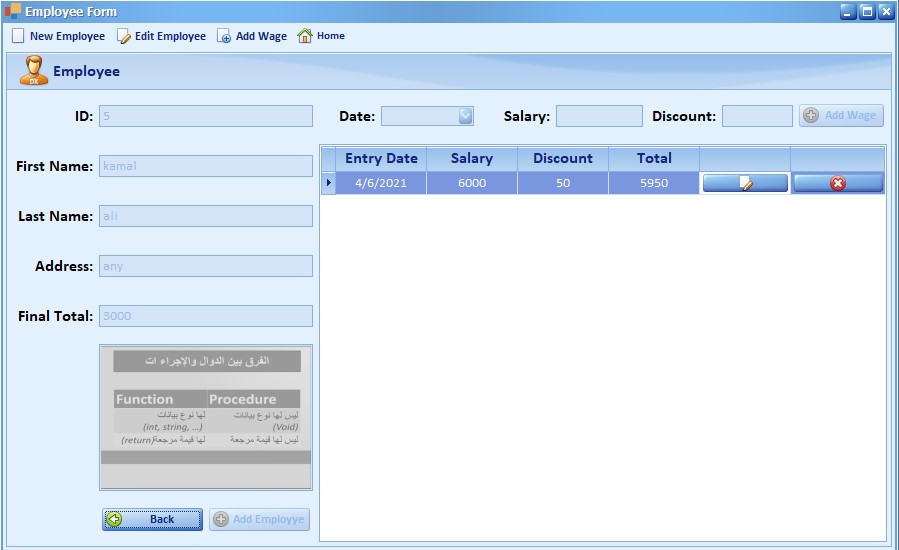 Employee Form
New Employee Edit Employee Add Wage Home
DX Employee
ID: 5 Date: Salary: Discount: Add Wage
First Name: kamal
Last Name: ali
Address: any
Final Total: 3000
Entry Date Salary Discount Total
4/6/2021 6000 50 5950
الفرق بين الدوال والإجراء ات
Function Procedure
لها نوع بيانات ليس لها نوع بيانات
(int, string, ...) (Void)
لها قيمة مرجعة(return) ليس لها قيمة مرجعة
Back Add Employye